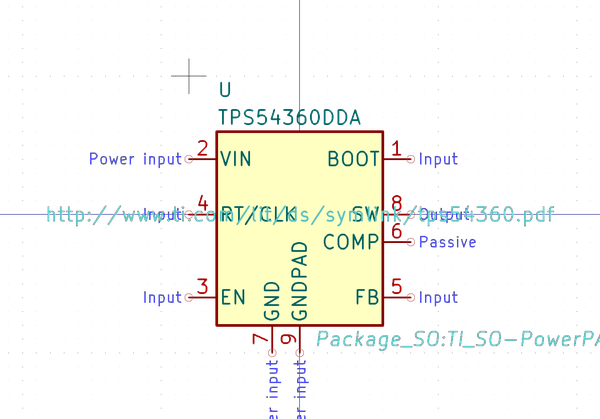 U
TPS54360DDA
Power input 2 VIN BOOT 1 Input
Input 4 RT/CLK SW 8 Output
http://www.ti.com/lit/ds/symlink/tps54360.pdf
COMP 6 Passive
Input 3 EN GND GNDPAD FB 5 Input
7 9
Package_SO:TI_SO-PowerPA
er input er input